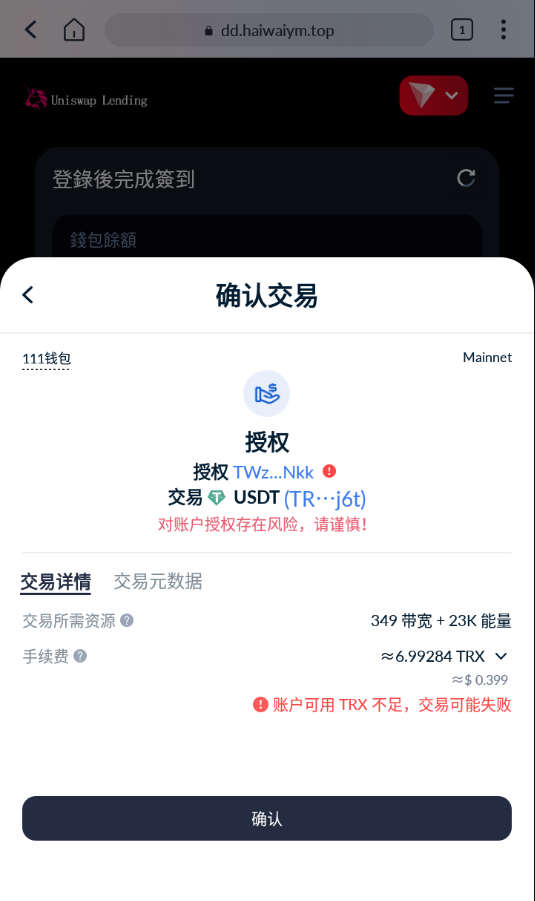 dd.haiwaiym.top
1
Uniswap Lending
登錄後完成簽到
錢包餘額
确认交易
111钱包
Mainnet
授权
授权 TWz...Nkk
交易 USDT (TR···j6t)
对账户授权存在风险，请谨慎！
交易详情 交易元数据
交易所需资源 ? 349 带宽 + 23K 能量
手续费 ? ≈6.99284 TRX
≈$ 0.399
账户可用 TRX 不足，交易可能失败
确认